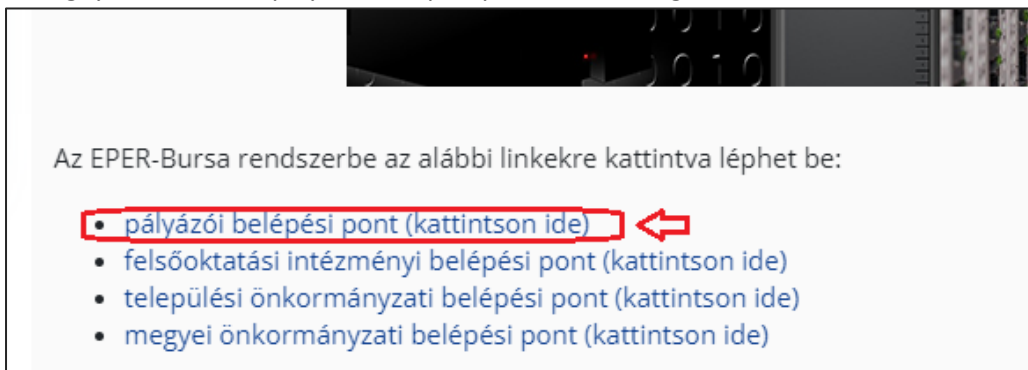 Az EPER-Bursa rendszerbe az alábbi linkekre kattintva léphet be:
• pályázói belépési pont (kattintson ide)
• felsőoktatási intézményi belépési pont (kattintson ide)
• települési önkormányzati belépési pont (kattintson ide)
• megyei önkormányzati belépési pont (kattintson ide)